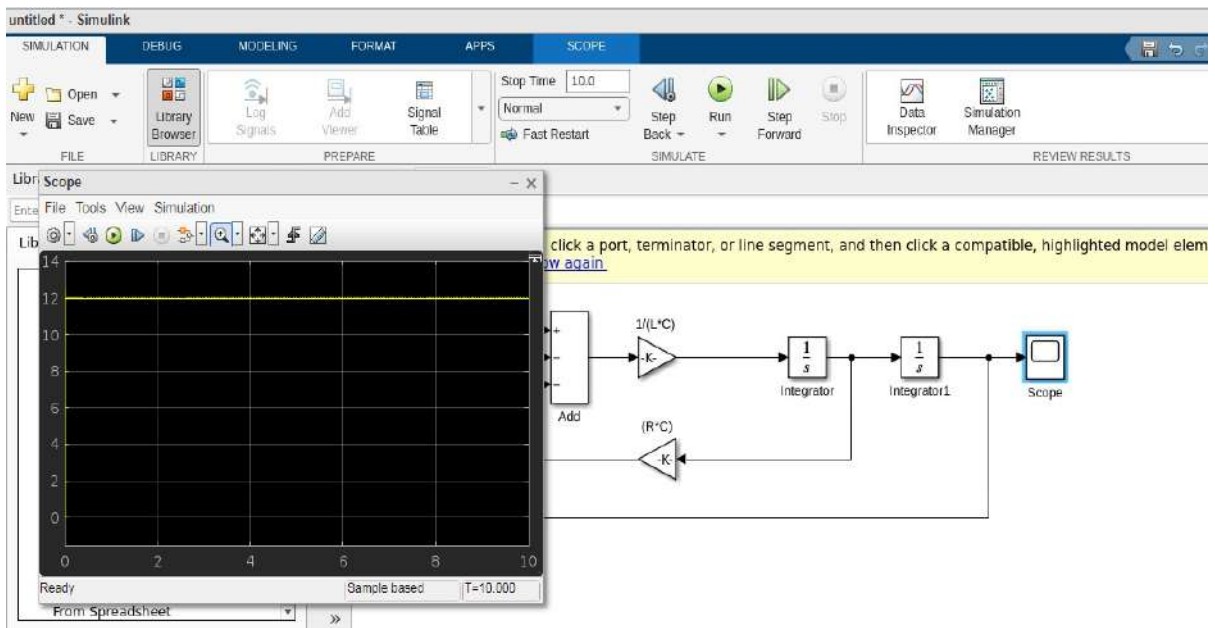 untitled * - Simulink
SIMULATION DEBUG MODELING FORMAT APPS SCOPE
New Open Save
Library Browser
Log Signals
Add Viewer
Signal Table
Stop Time 10.0
Normal
Fast Restart
Step Back
Run
Step Forward
Stop
Data Inspector
Simulation Manager
FILE LIBRARY PREPARE SIMULATE REVIEW RESULTS
Libr
Scope
Ente
File Tools View Simulation
Lib
click a port, terminator, or line segment, and then click a compatible, highlighted model elem
ow again
14
12
10
8
6
4
2
0
0 2 4 6 8 10
Ready Sample based T=10.000
From Spreadsheet
+
−
−
Add
1/(L*C)
-K-
1
s
Integrator
1
s
Integrator1
Scope
(R*C)
-K-